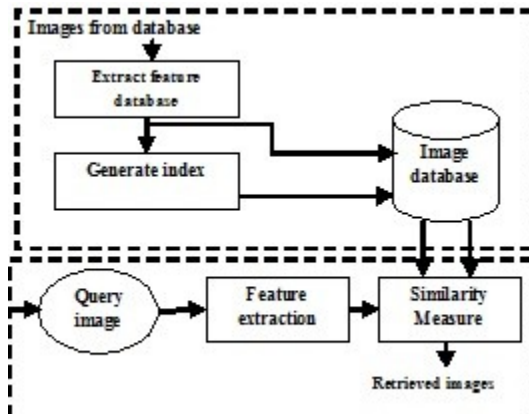 Images from database
Extract feature
database
Generate index
Image
database
Query
image
Feature
extraction
Similarity
Measure
Retrieved images